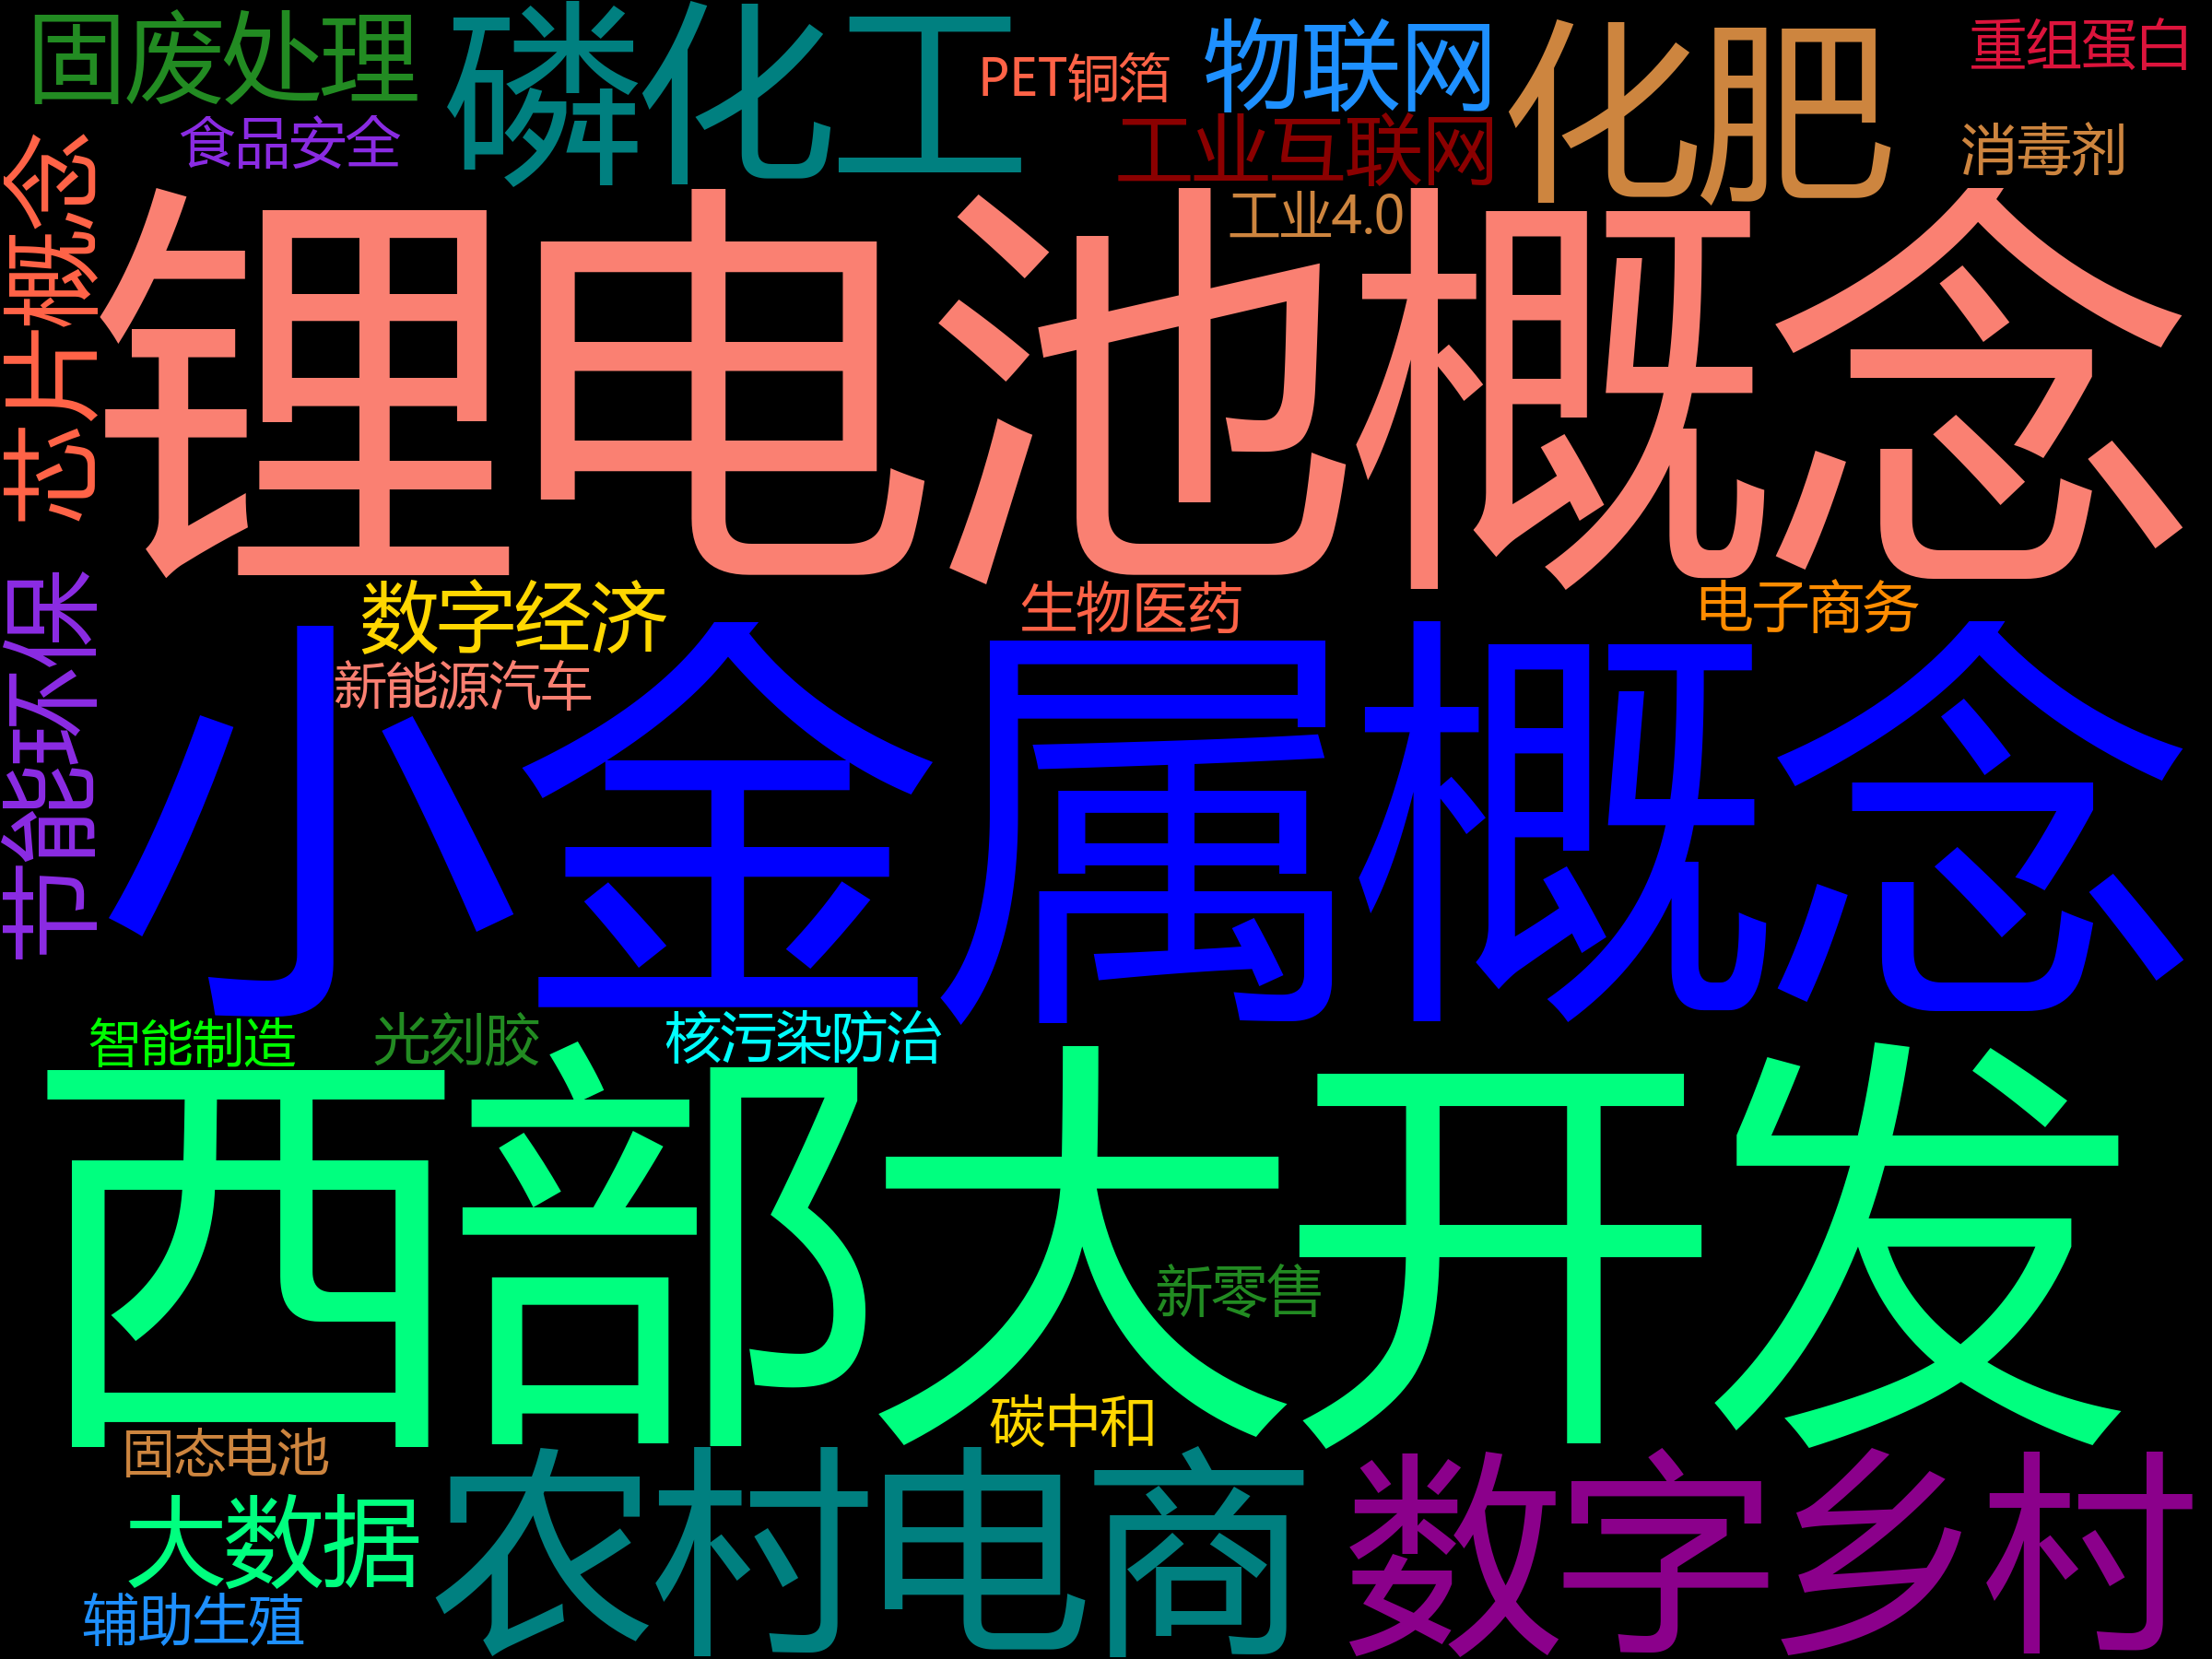 固废处理
磷化工
PET铜箔
物联网
化肥
重组蛋白
食品安全
工业互联网
消毒剂
工业4.0
芯片概念
锂电池概念
数字经济
生物医药
电子商务
新能源汽车
节能环保
小金属概念
智能制造
光刻胶
核污染防治
西部大开发
新零售
碳中和
固态电池
农村电商
数字乡村
大数据
辅助生殖